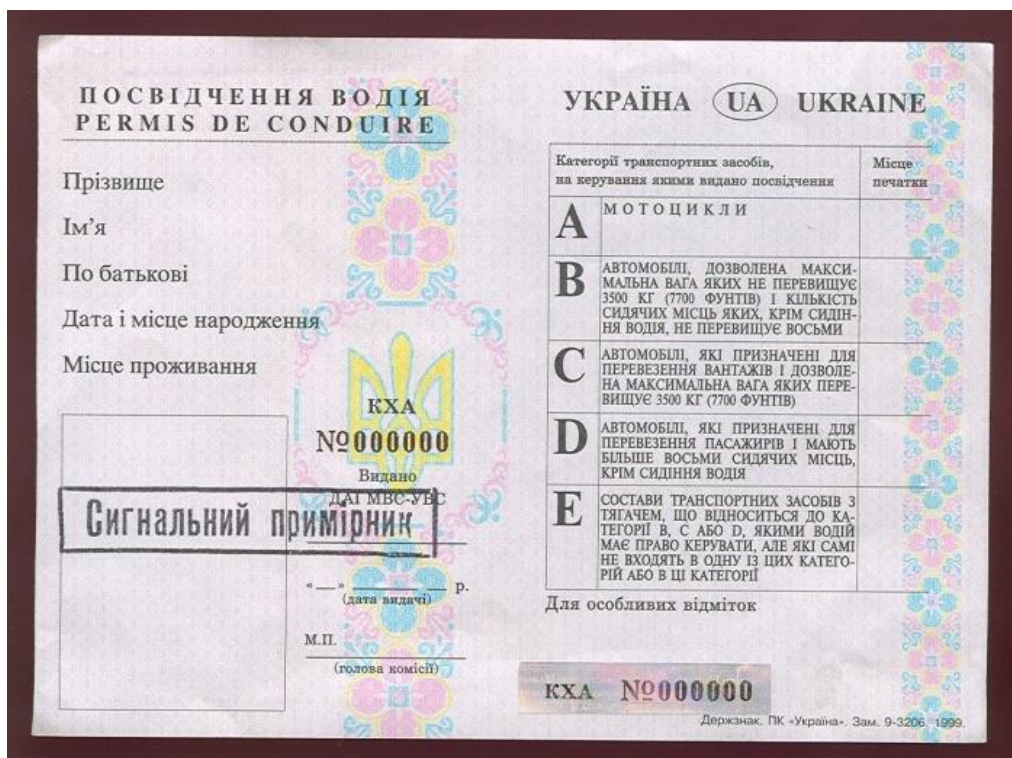 ПОСВІДЧЕННЯ ВОДІЯ
PERMIS DE CONDUIRE
Прізвище
Ім'я
По батькові
Дата і місце народження
Місце проживання
КХА
№000000
Видано
ДАІ МВС-УВС
Сигнальний примірник
«__» ______ __ р.
(дата видачі)
М.П.
(голова комісії)
УКРАЇНА UA UKRAINE
Категорії транспортних засобів,
на керування якими видано посвідчення
Місце
печатки
A МОТОЦИКЛИ
B АВТОМОБІЛІ, ДОЗВОЛЕНА МАКСИ-
МАЛЬНА ВАГА ЯКИХ НЕ ПЕРЕВИЩУЄ
3500 КГ (7700 ФУНТІВ) І КІЛЬКІСТЬ
СИДЯЧИХ МІСЦЬ ЯКИХ, КРІМ СИДІН-
НЯ ВОДІЯ, НЕ ПЕРЕВИЩУЄ ВОСЬМИ
C АВТОМОБІЛІ, ЯКІ ПРИЗНАЧЕНІ ДЛЯ
ПЕРЕВЕЗЕННЯ ВАНТАЖІВ І ДОЗВОЛЕ-
НА МАКСИМАЛЬНА ВАГА ЯКИХ ПЕРЕ-
ВИЩУЄ 3500 КГ (7700 ФУНТІВ)
D АВТОМОБІЛІ, ЯКІ ПРИЗНАЧЕНІ ДЛЯ
ПЕРЕВЕЗЕННЯ ПАСАЖИРІВ І МАЮТЬ
БІЛЬШЕ ВОСЬМИ СИДЯЧИХ МІСЦЬ,
КРІМ СИДІННЯ ВОДІЯ
E СОСТАВИ ТРАНСПОРТНИХ ЗАСОБІВ З
ТЯГАЧЕМ, ЩО ВІДНОСИТЬСЯ ДО КА-
ТЕГОРІЇ В, С АБО D, ЯКИМИ ВОДІЙ
МАЄ ПРАВО КЕРУВАТИ, АЛЕ ЯКІ САМІ
НЕ ВХОДЯТЬ В ОДНУ ІЗ ЦИХ КАТЕГО-
РІЙ АБО В ЦІ КАТЕГОРІЇ
Для особливих відміток
КХА №000000
Держзнак. ПК «Україна». Зам. 9-3206. 1999.